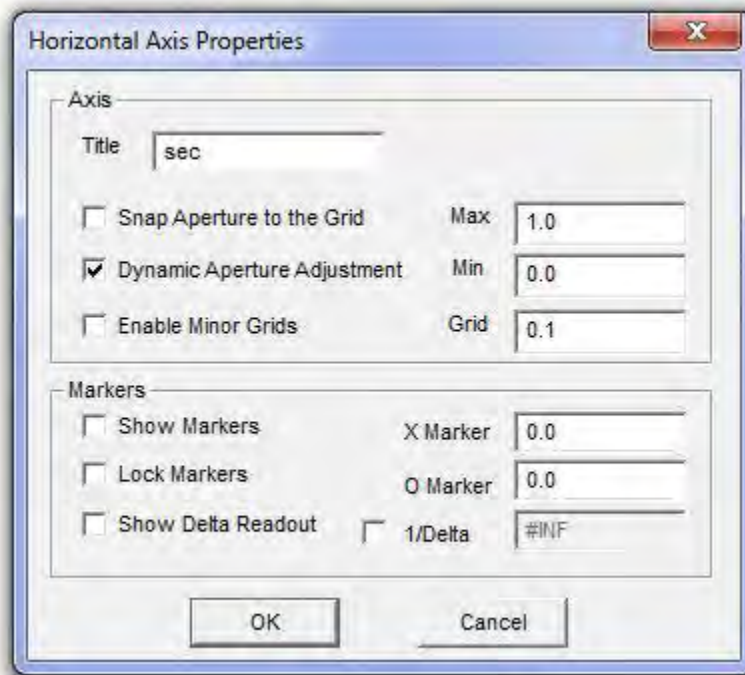 Horizontal Axis Properties
Axis
Title sec
Snap Aperture to the Grid Max 1.0
Dynamic Aperture Adjustment Min 0.0
Enable Minor Grids Grid 0.1
Markers
Show Markers X Marker 0.0
Lock Markers O Marker 0.0
Show Delta Readout 1/Delta #INF
OK Cancel